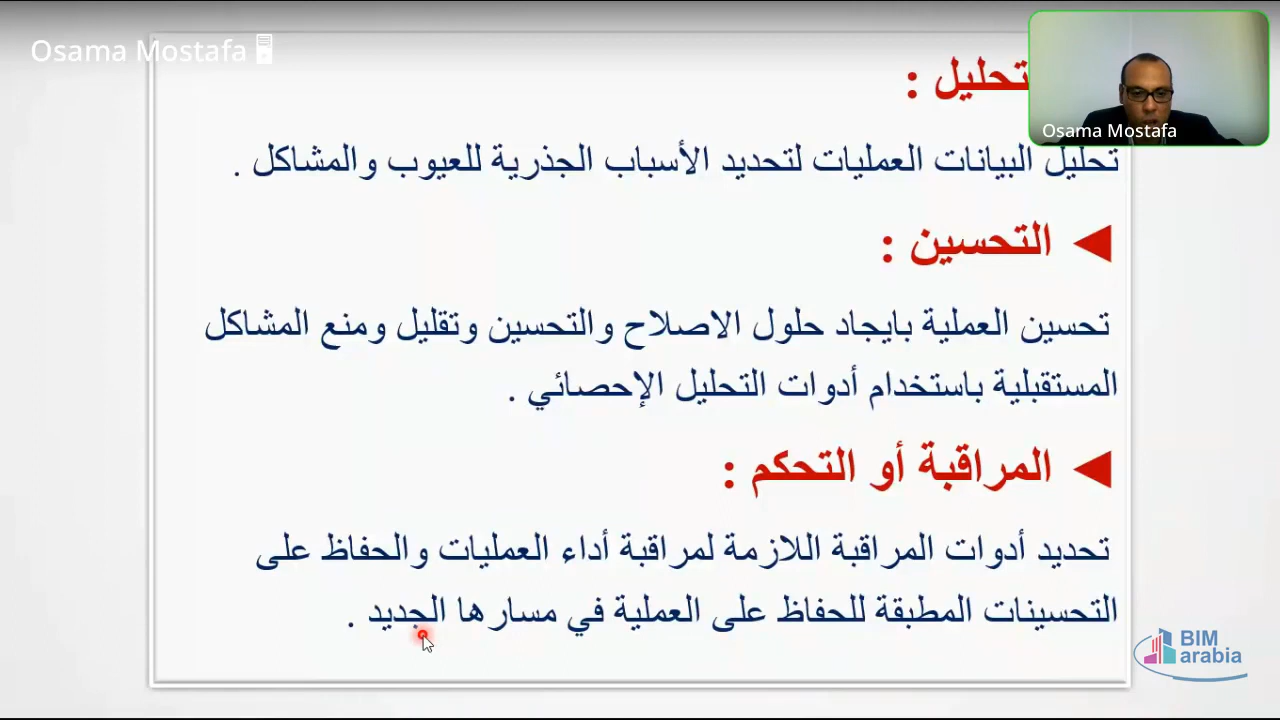 Osama Mostafa
Osama Mostafa
تحليل :
تحليل البيانات العمليات لتحديد الأسباب الجذرية للعيوب والمشاكل .
التحسين :
تحسين العملية بايجاد حلول الاصلاح والتحسين وتقليل ومنع المشاكل
المستقبلية باستخدام أدوات التحليل الإحصائي .
المراقبة أو التحكم :
تحديد أدوات المراقبة اللازمة لمراقبة أداء العمليات والحفاظ على
التحسينات المطبقة للحفاظ على العملية في مسارها الجديد .
BIM
arabia